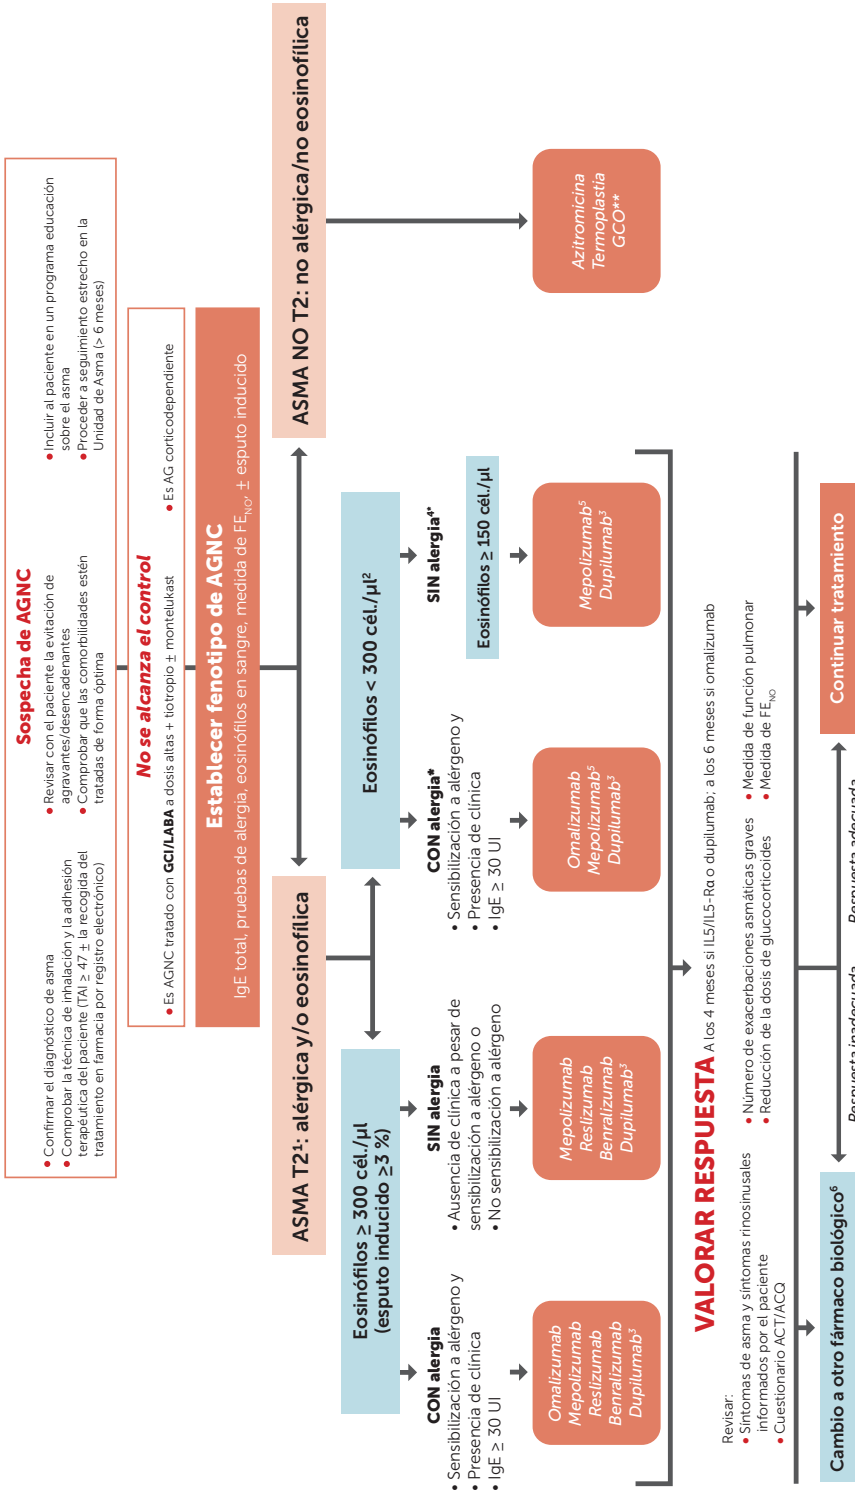 Sospecha de AGNC
• Confirmar el diagnóstico de asma
• Comprobar la técnica de inhalación y la adhesión
terapéutica del paciente (TAI ≥ 47 ± la recogida del
tratamiento en farmacia por registro electrónico)
• Revisar con el paciente la evitación de
agravantes/desencadenantes
• Comprobar que las comorbilidades estén
tratadas de forma óptima
• Incluir al paciente en un programa educación
sobre el asma
• Proceder a seguimiento estrecho en la
Unidad de Asma (> 6 meses)
No se alcanza el control
• Es AGNC tratado con GCI/LABA a dosis altas + tiotropio ± montelukast
• Es AG corticodependiente
Establecer fenotipo de AGNC
IgE total, pruebas de alergia, eosinófilos en sangre, medida de FENO, ± esputo inducido
ASMA T2¹: alérgica y/o eosinofílica
ASMA NO T2: no alérgica/no eosinofílica
Eosinófilos ≥ 300 cél./µl
(esputo inducido ≥3 %)
Eosinófilos < 300 cél./µl²
CON alergia
• Sensibilización a alérgeno y
• Presencia de clínica
• IgE ≥ 30 UI
SIN alergia
• Ausencia de clínica a pesar de
sensibilización a alérgeno o
• No sensibilización a alérgeno
CON alergia*
• Sensibilización a alérgeno y
• Presencia de clínica
• IgE ≥ 30 UI
SIN alergia⁴*
Eosinófilos ≥ 150 cél./µl
Omalizumab
Mepolizumab
Reslizumab
Benralizumab
Dupilumab³
Mepolizumab
Reslizumab
Benralizumab
Dupilumab³
Omalizumab
Mepolizumab⁵
Dupilumab³
Mepolizumab⁵
Dupilumab³
Azitromicina
Termoplastia
GCO**
VALORAR RESPUESTA A los 4 meses si IL5/IL5-Rα o dupilumab; a los 6 meses si omalizumab
Revisar:
• Síntomas de asma y síntomas rinosinusales
informados por el paciente
• Cuestionario ACT/ACQ
• Número de exacerbaciones asmáticas graves
• Reducción de la dosis de glucocorticoides
• Medida de función pulmonar
• Medida de FENO
Cambio a otro fármaco biológico⁶
Continuar tratamiento
Respuesta inadecuada
Respuesta adecuada